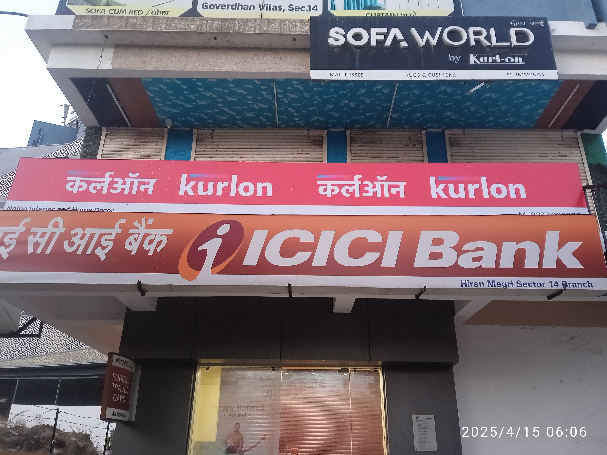 SOFA CUM BED / सोफा
Goverdhan Vilas, Sec.14
CURTAIN
SOFA WORLD
by Kurl-on
कर्लऑन kurlon कर्लऑन kurlon
ई सी आई बैंक ICICI Bank
Hiran Magri Sector 14 Branch
2025/4/15 06:06